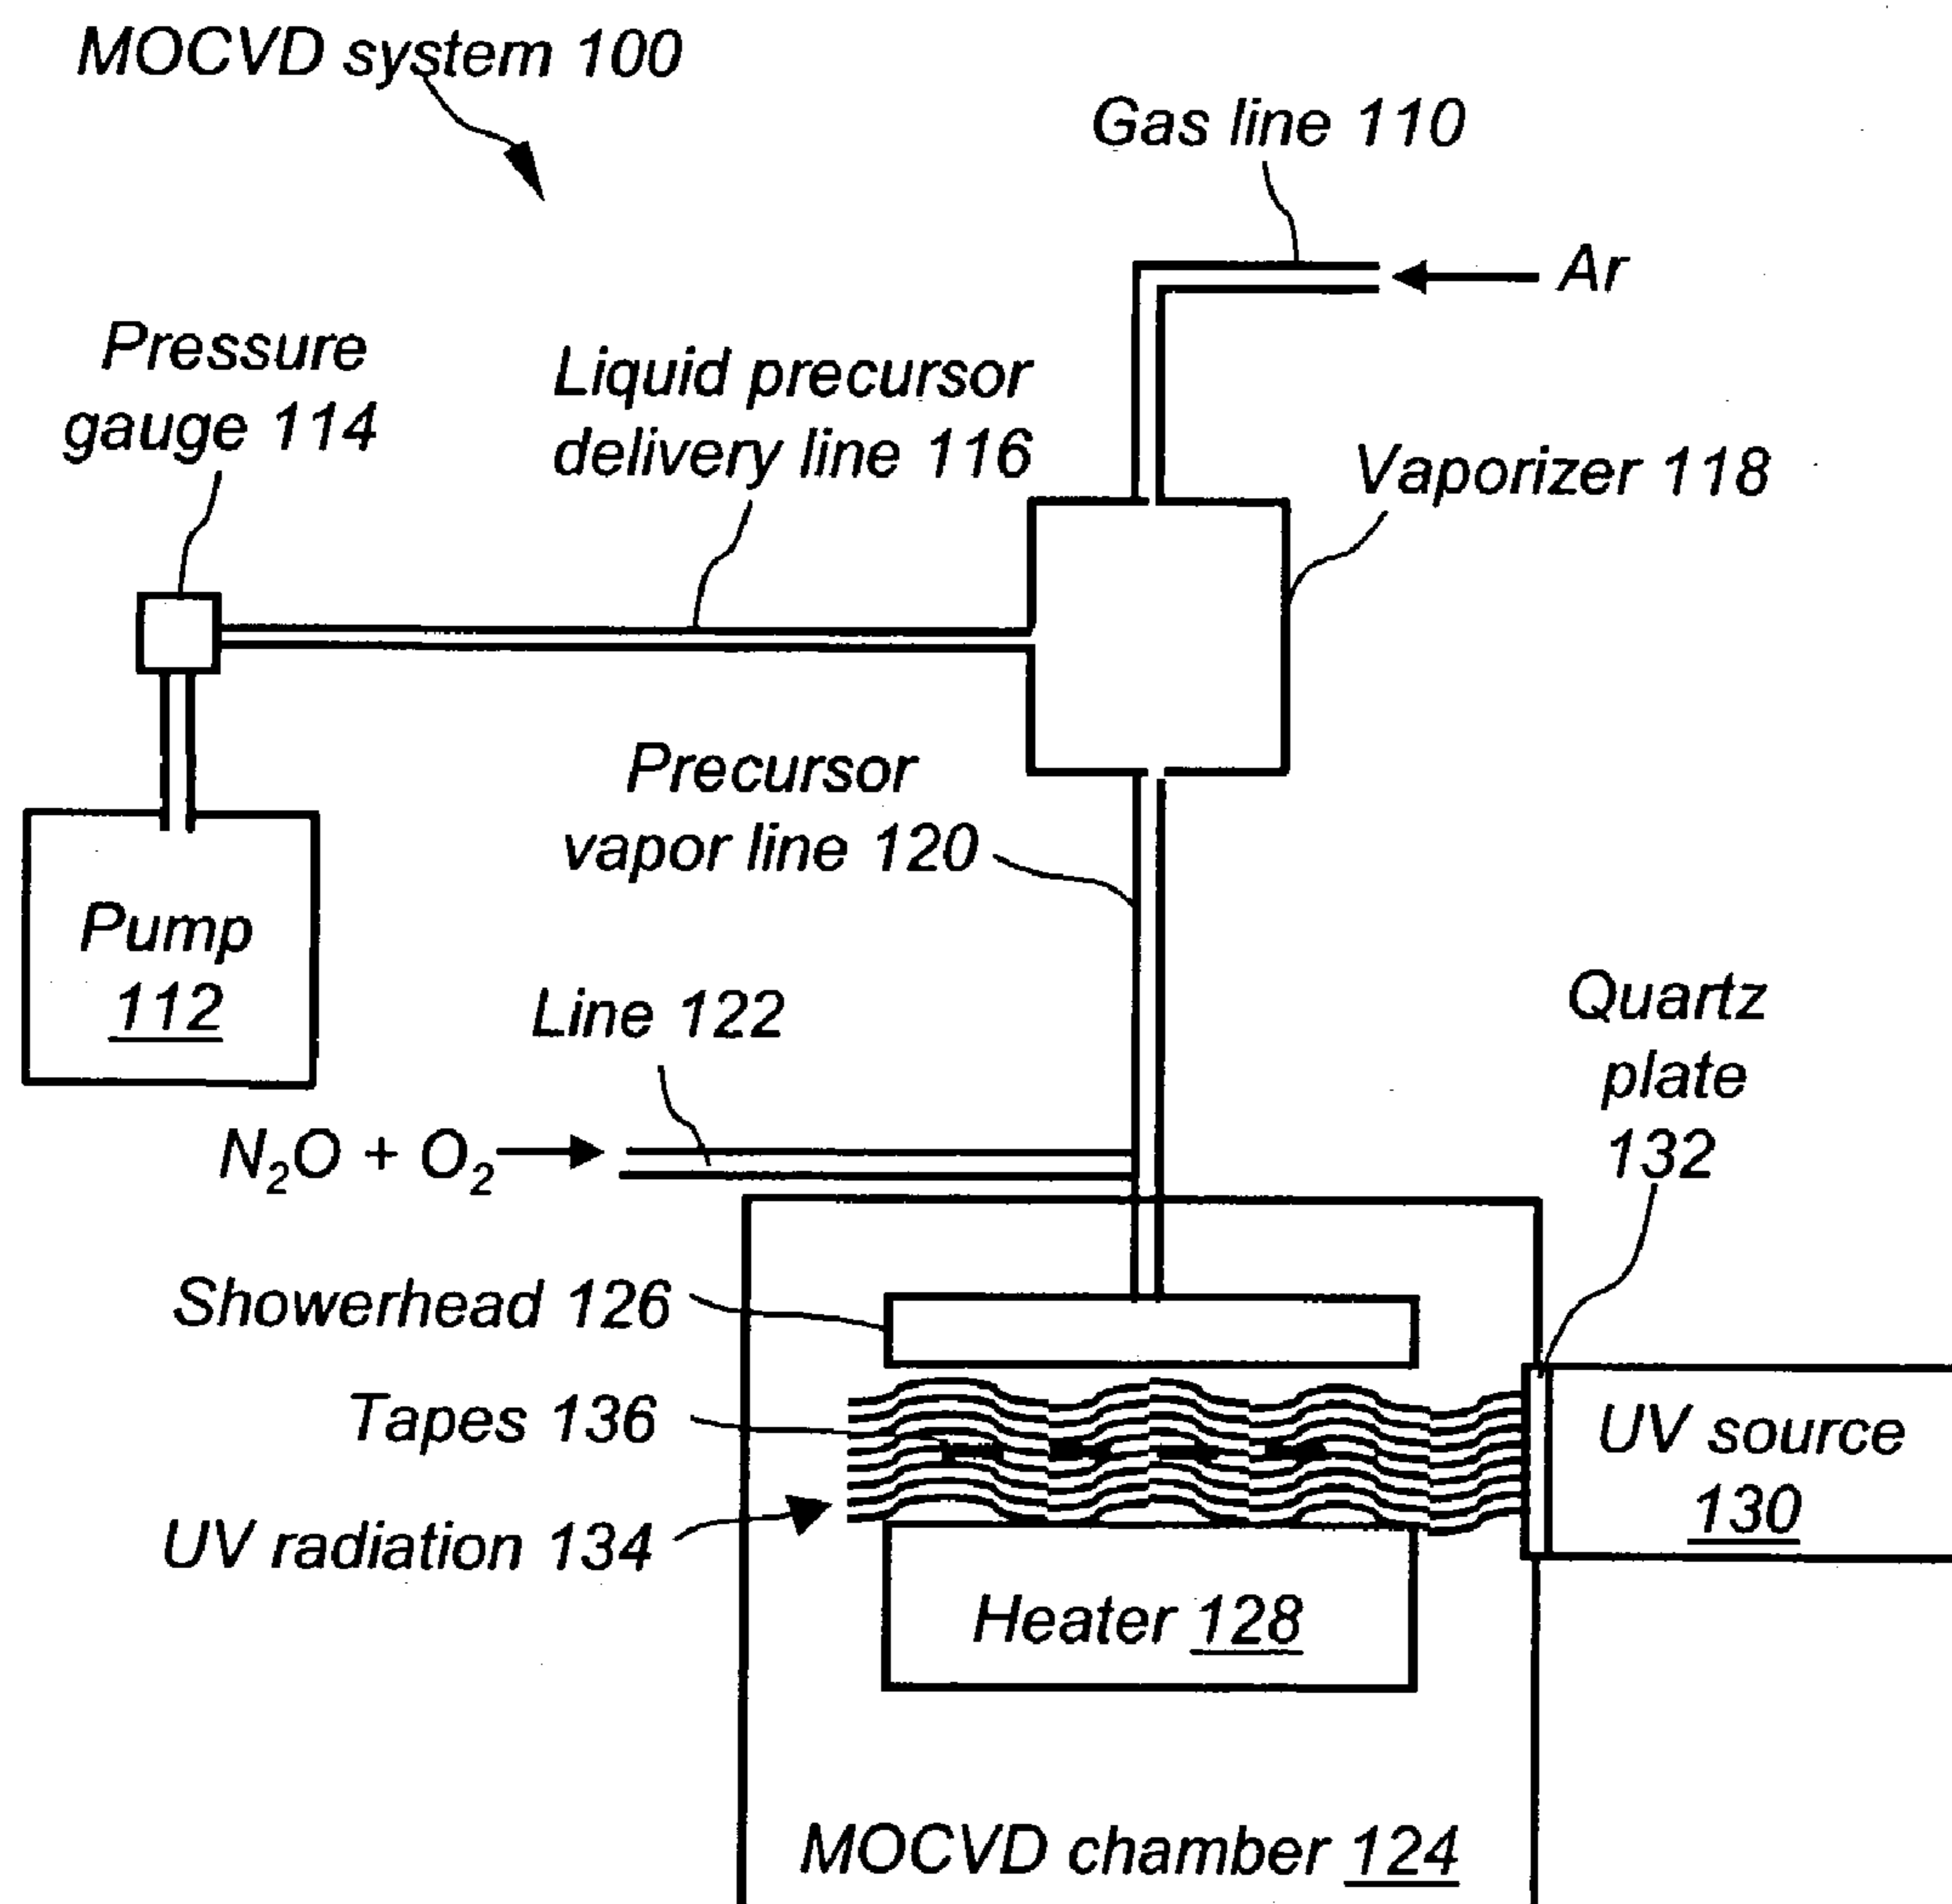 MOCVD system 100
Gas line 110
Ar
Pressure
gauge 114
Liquid precursor
delivery line 116
Vaporizer 118
Precursor
vapor line 120
Pump
112
Line 122
Quartz
plate
132
N₂O + O₂
Showerhead 126
Tapes 136
UV source
130
UV radiation 134
Heater 128
MOCVD chamber 124